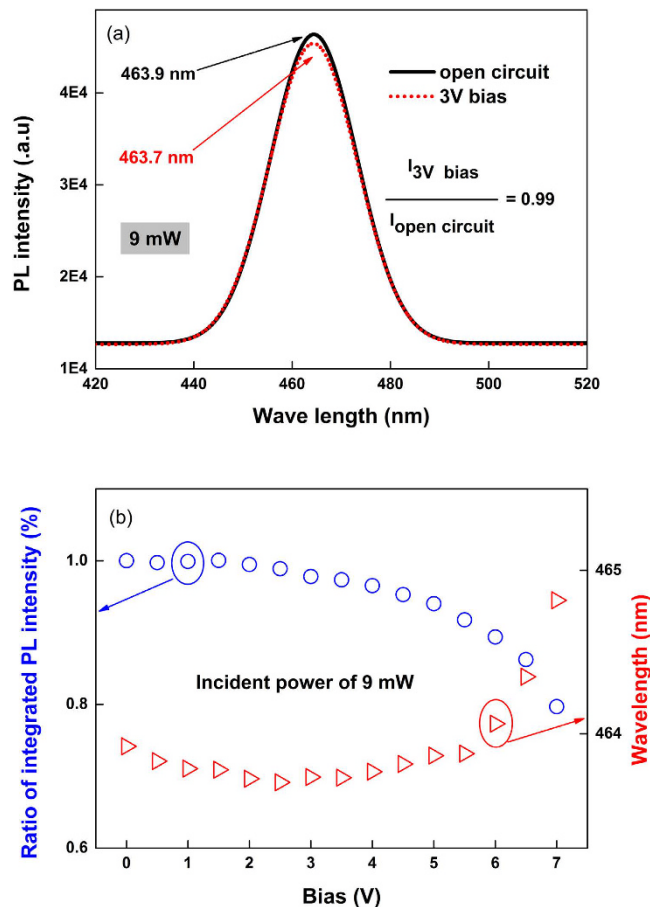 (a)
463.9 nm
open circuit
3V bias
463.7 nm
I3V bias
= 0.99
Iopen circuit
9 mW
PL intensity (.a.u)
4E4
3E4
2E4
1E4
420
440
460
480
500
520
Wave length (nm)
(b)
Ratio of integrated PL intensity (%)
1.0
0.8
0.6
Incident power of 9 mW
465
464
Wavelength (nm)
0
1
2
3
4
5
6
7
Bias (V)